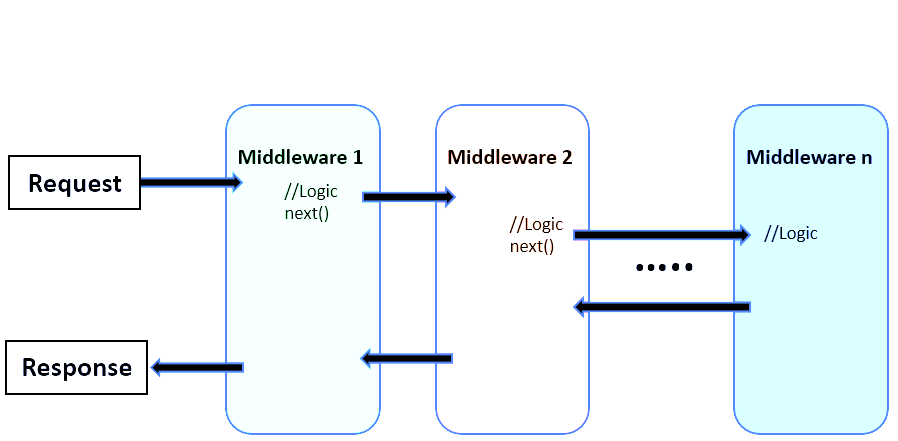 Request
Middleware 1
//Logic
next()
Middleware 2
//Logic
next()
.....
Middleware n
//Logic
Response